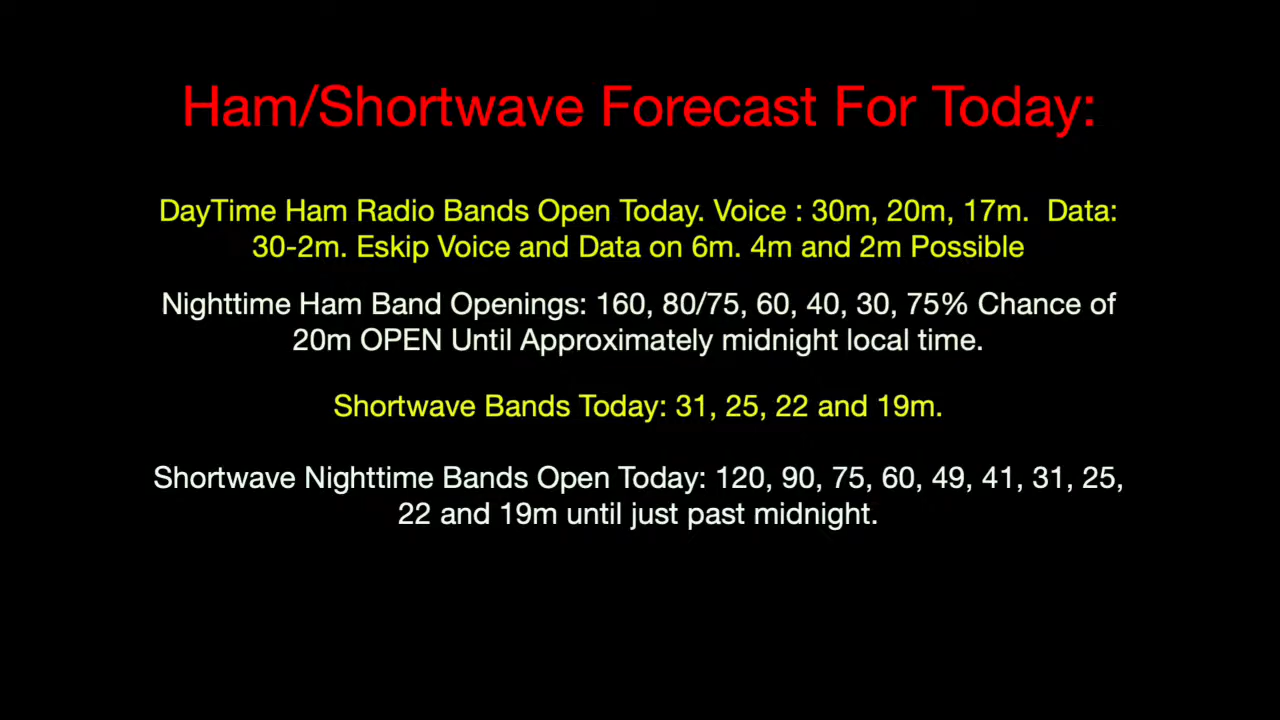 Ham/Shortwave Forecast For Today:
DayTime Ham Radio Bands Open Today. Voice : 30m, 20m, 17m.  Data:
30-2m. Eskip Voice and Data on 6m. 4m and 2m Possible
Nighttime Ham Band Openings: 160, 80/75, 60, 40, 30, 75% Chance of
20m OPEN Until Approximately midnight local time.
Shortwave Bands Today: 31, 25, 22 and 19m.
Shortwave Nighttime Bands Open Today: 120, 90, 75, 60, 49, 41, 31, 25,
22 and 19m until just past midnight.